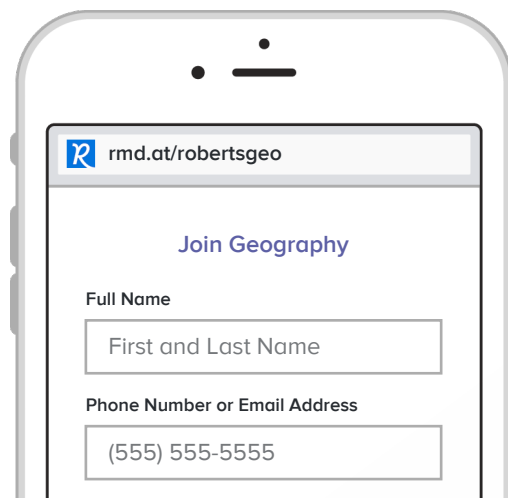 R rmd.at/robertsgeo
Join Geography
Full Name
First and Last Name
Phone Number or Email Address
(555) 555-5555